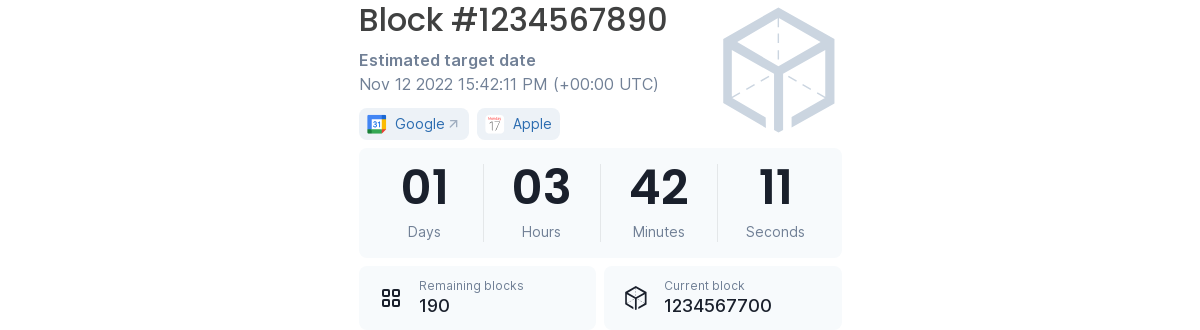 Block #1234567890
Estimated target date
Nov 12 2022 15:42:11 PM (+00:00 UTC)
31 Google 17 Apple
01 03 42 11
Days Hours Minutes Seconds
Remaining blocks
190
Current block
1234567700